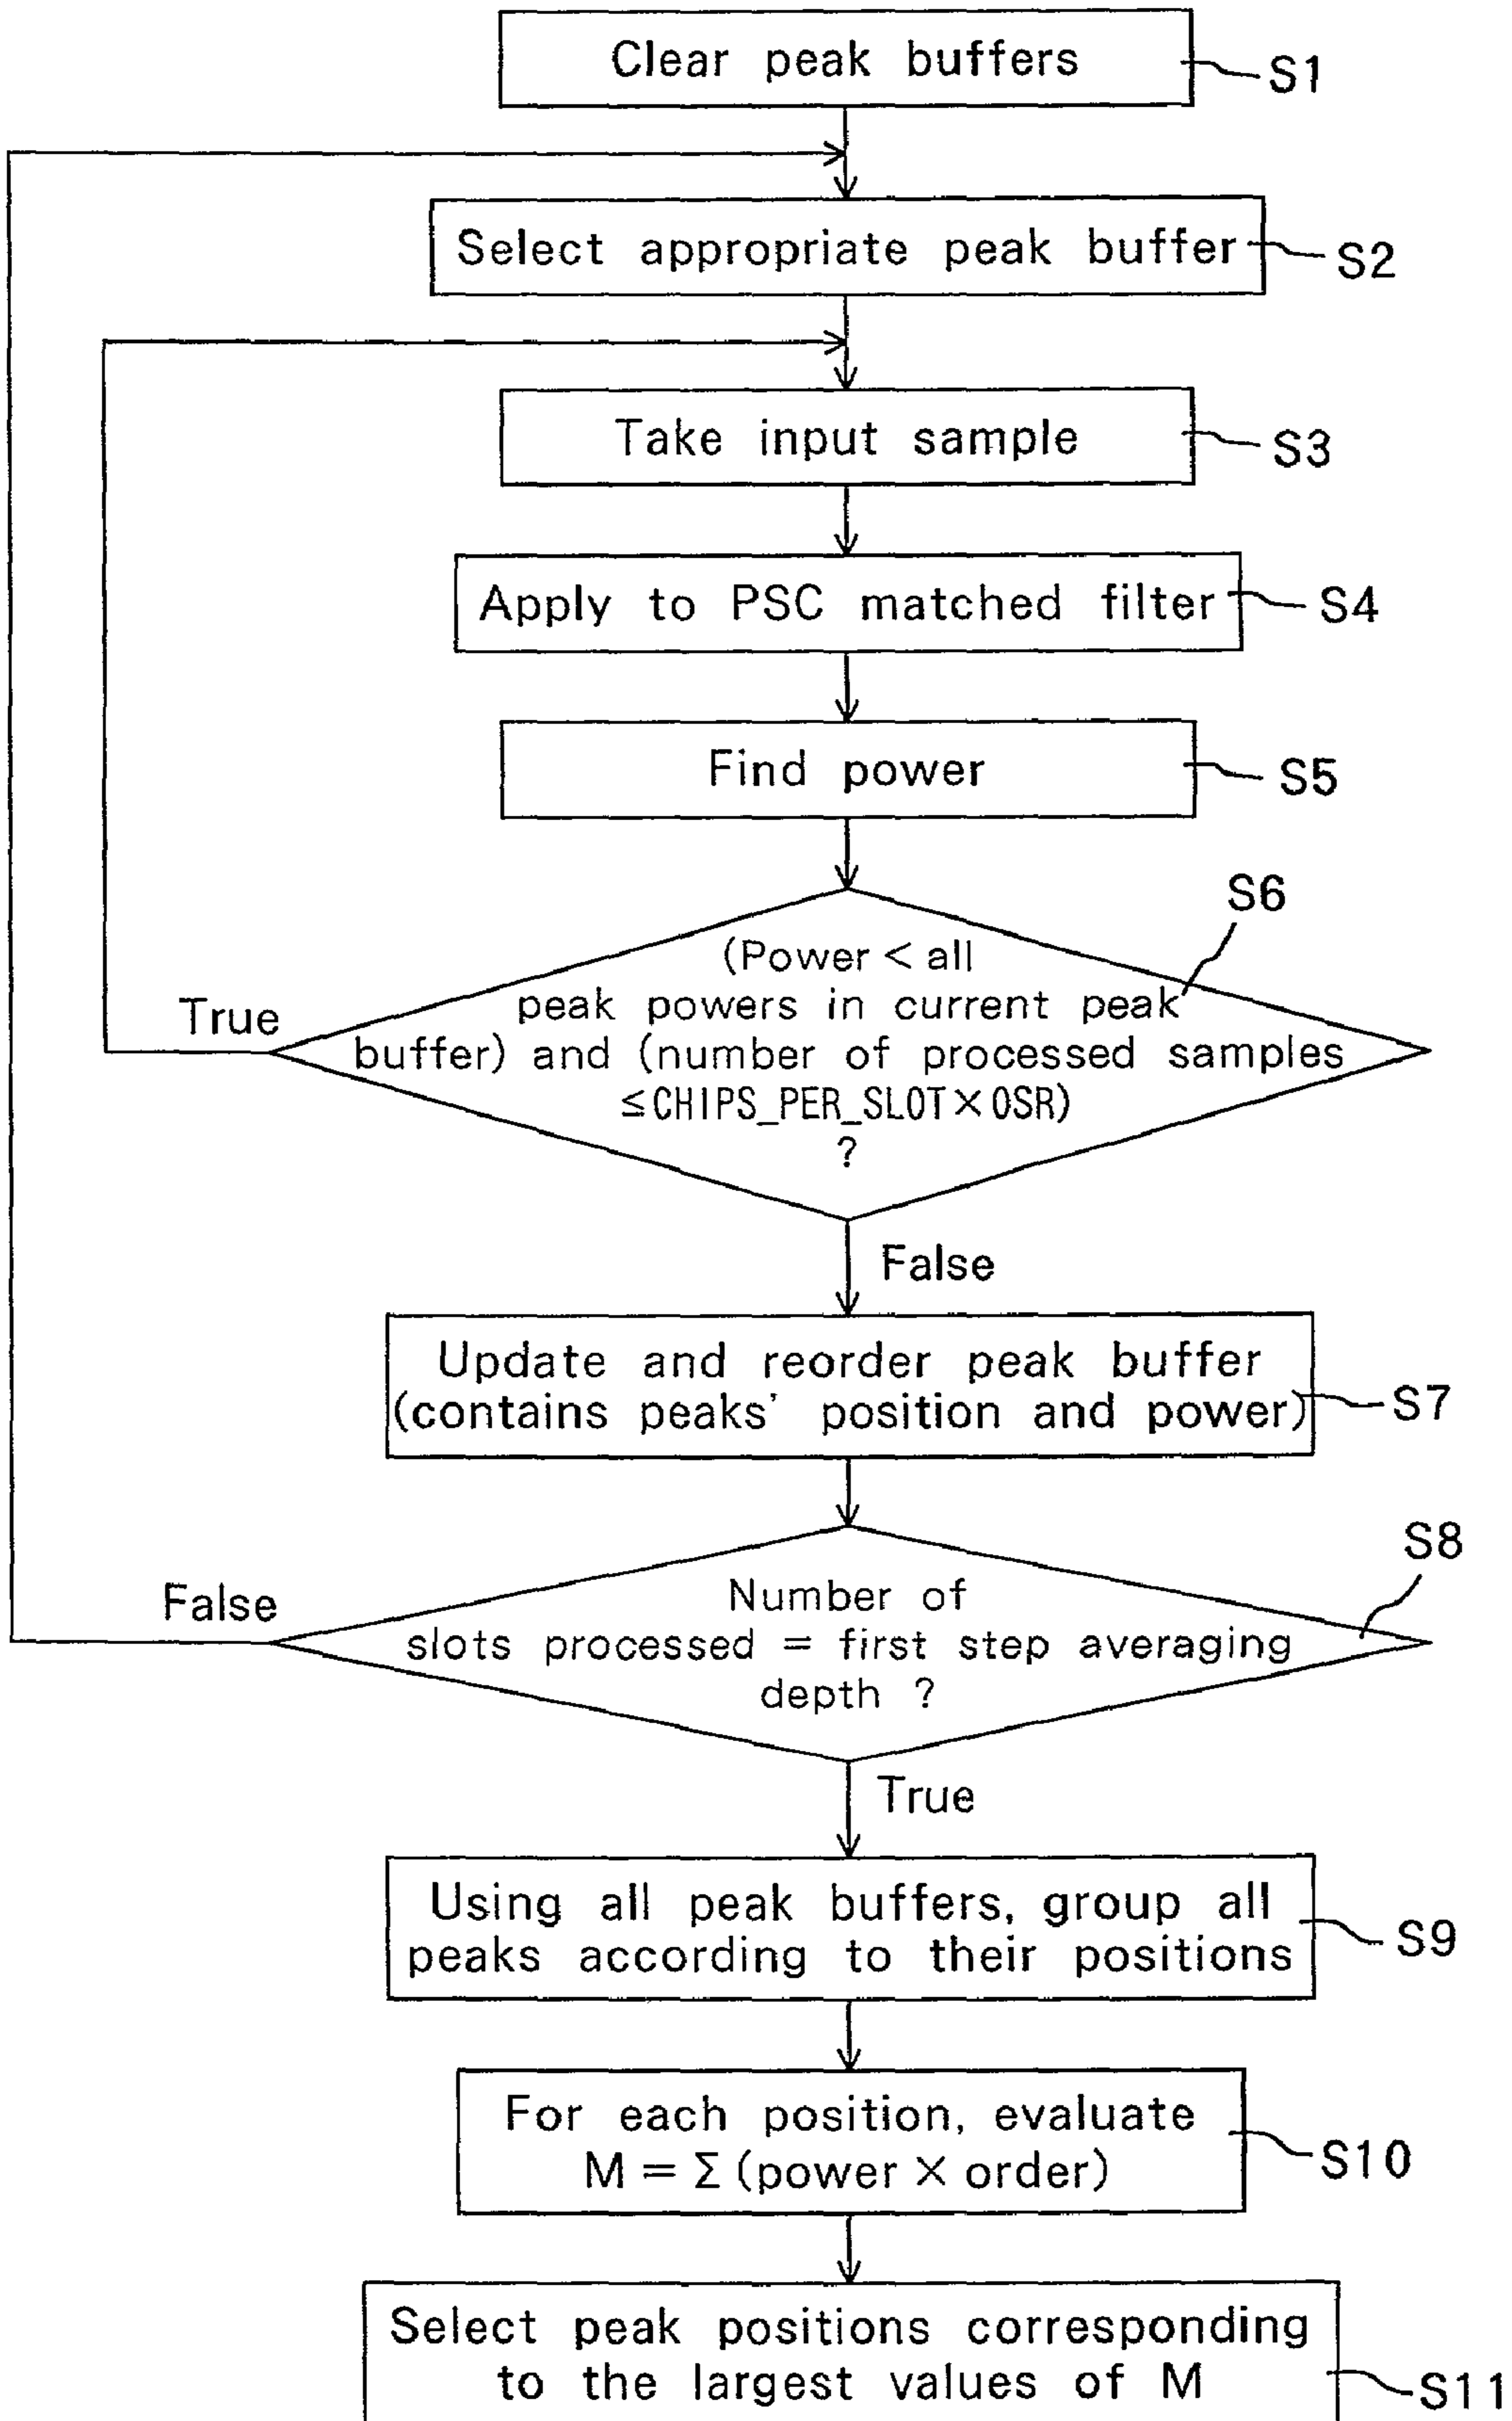 Clear peak buffers
S1
Select appropriate peak buffer
S2
Take input sample
S3
Apply to PSC matched filter
S4
Find power
S5
S6
(Power < all
peak powers in current peak
buffer) and (number of processed samples
≤CHIPS_PER_SLOT×OSR)
?
True
False
Update and reorder peak buffer
(contains peaks' position and power)
S7
S8
Number of
slots processed = first step averaging
depth ?
False
True
Using all peak buffers, group all
peaks according to their positions
S9
For each position, evaluate
M = Σ (power × order)
S10
Select peak positions corresponding
to the largest values of M
S11